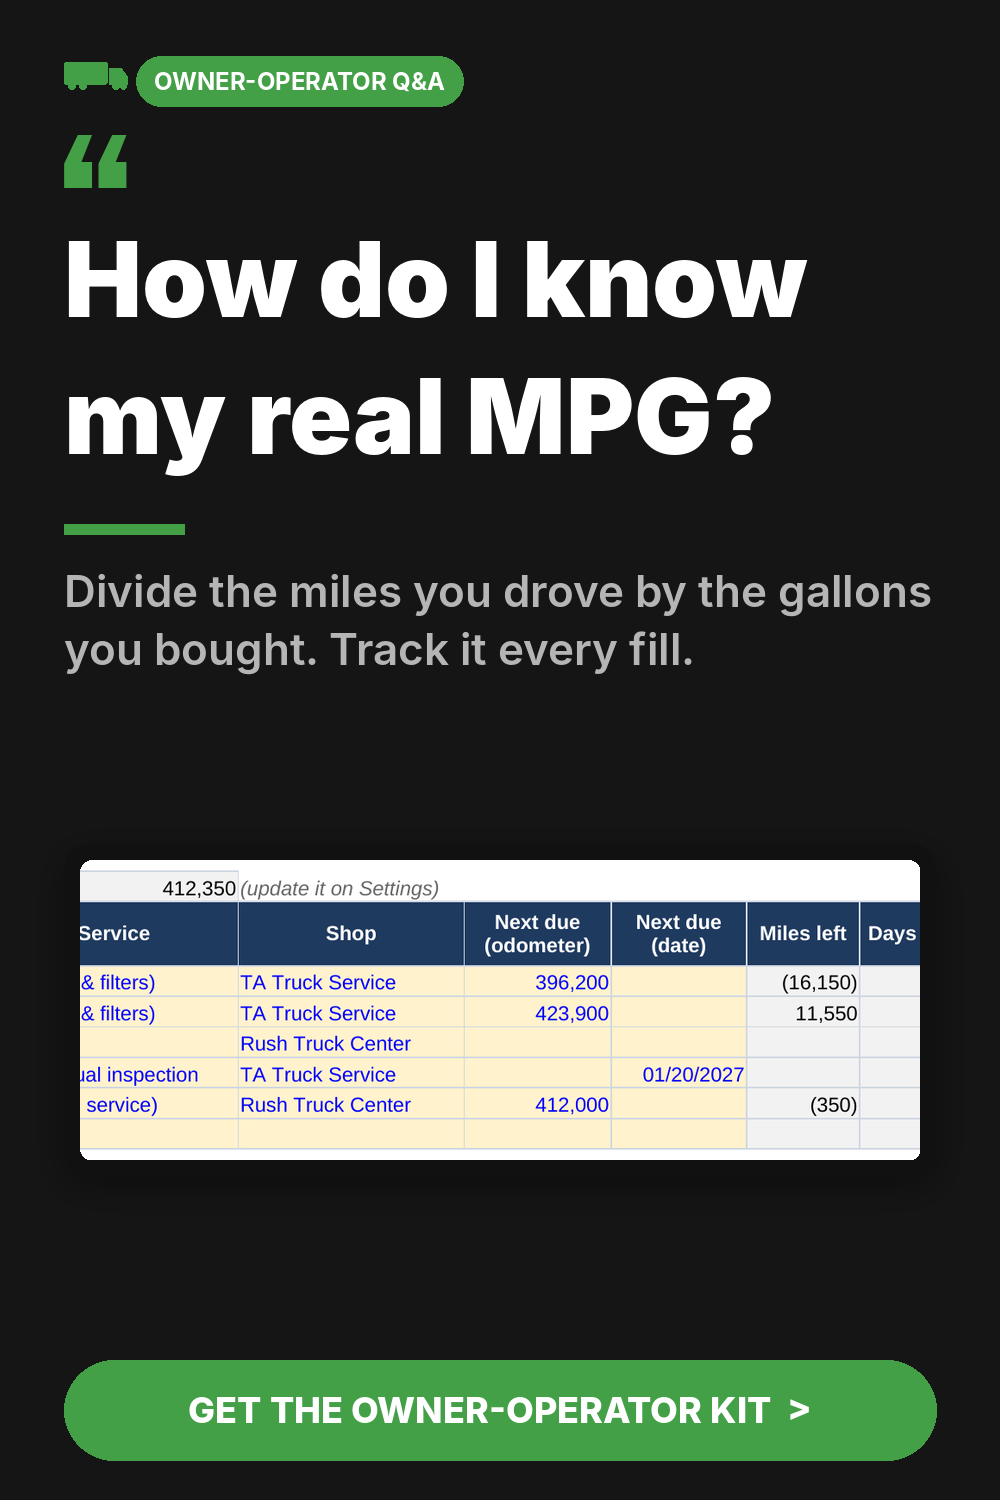 OWNER-OPERATOR Q&A
“
How do I know
my real MPG?
Divide the miles you drove by the gallons
you bought. Track it every fill.
412,350 (update it on Settings)
Service Shop Next due (odometer) Next due (date) Miles left Days
& filters) TA Truck Service 396,200 (16,150)
& filters) TA Truck Service 423,900 11,550
Rush Truck Center
ual inspection TA Truck Service 01/20/2027
service) Rush Truck Center 412,000 (350)
GET THE OWNER-OPERATOR KIT >